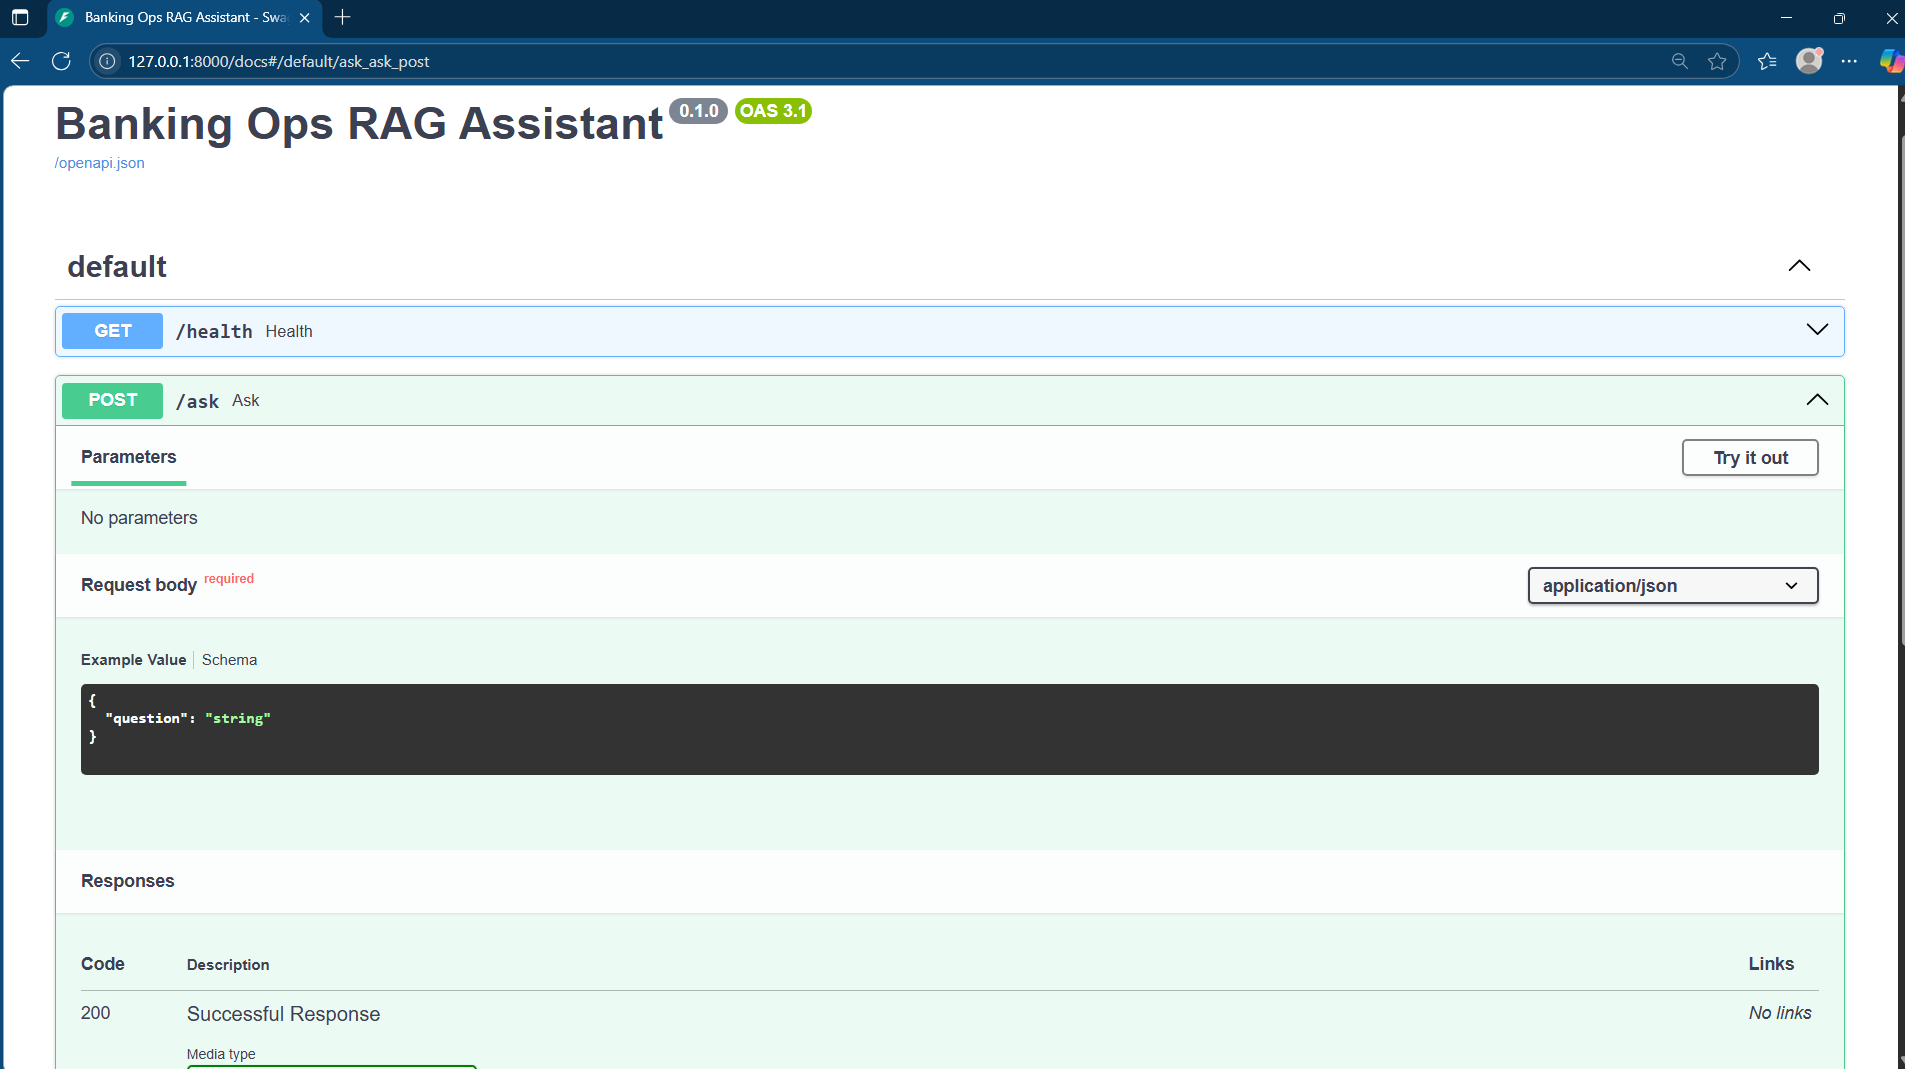 Banking Ops RAG Assistant - Swa
127.0.0.1:8000/docs#/default/ask_ask_post
Banking Ops RAG Assistant 0.1.0 OAS 3.1
/openapi.json
default
GET /health Health
POST /ask Ask
Parameters
Try it out
No parameters
Request body required
application/json
Example Value Schema
{
"question": "string"
}
Responses
Code Description Links
200 Successful Response No links
Media type